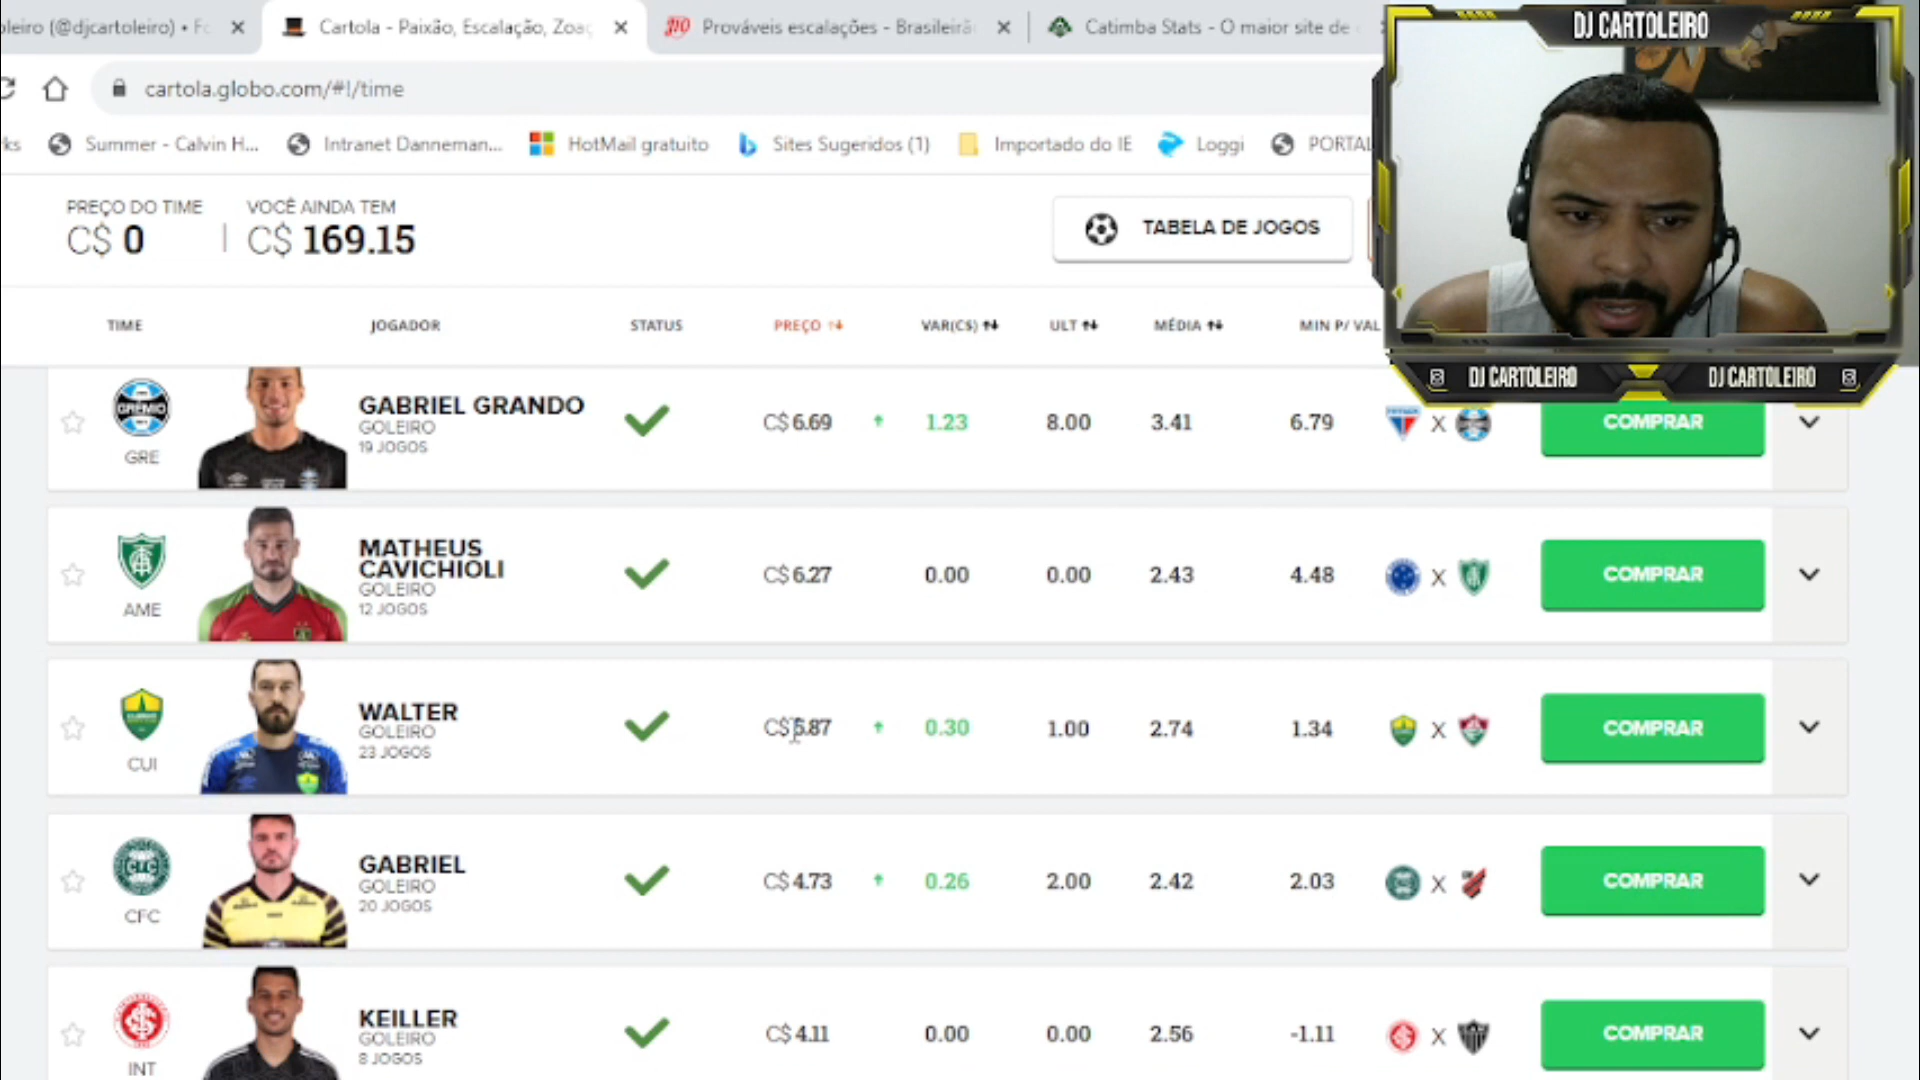 oleiro (@djcartoleiro) • Fo
Cartola - Paixão, Escalação, Zoaç
Prováveis escalações - Brasileirã
Catimba Stats - O maior site de
DJ CARTOLEIRO
cartola.globo.com/#!/time
ks
Summer - Calvin H...
Intranet Danneman...
HotMail gratuito
Sites Sugeridos (1)
Importado do IE
Loggi
PORTAL
PREÇO DO TIME
C$ 0
VOCÊ AINDA TEM
C$ 169.15
TABELA DE JOGOS
TIME
JOGADOR
STATUS
PREÇO
VAR(C$)
ULT
MÉDIA
MIN P/ VAL
DJ CARTOLEIRO
DJ CARTOLEIRO
GRE
GABRIEL GRANDO
GOLEIRO
19 JOGOS
C$ 6.69
1.23
8.00
3.41
6.79
X
COMPRAR
AME
MATHEUS
CAVICHIOLI
GOLEIRO
12 JOGOS
C$ 6.27
0.00
0.00
2.43
4.48
X
COMPRAR
CUI
WALTER
GOLEIRO
23 JOGOS
C$ 5.87
0.30
1.00
2.74
1.34
X
COMPRAR
CFC
GABRIEL
GOLEIRO
20 JOGOS
C$ 4.73
0.26
2.00
2.42
2.03
X
COMPRAR
INT
KEILLER
GOLEIRO
8 JOGOS
C$ 4.11
0.00
0.00
2.56
-1.11
X
COMPRAR